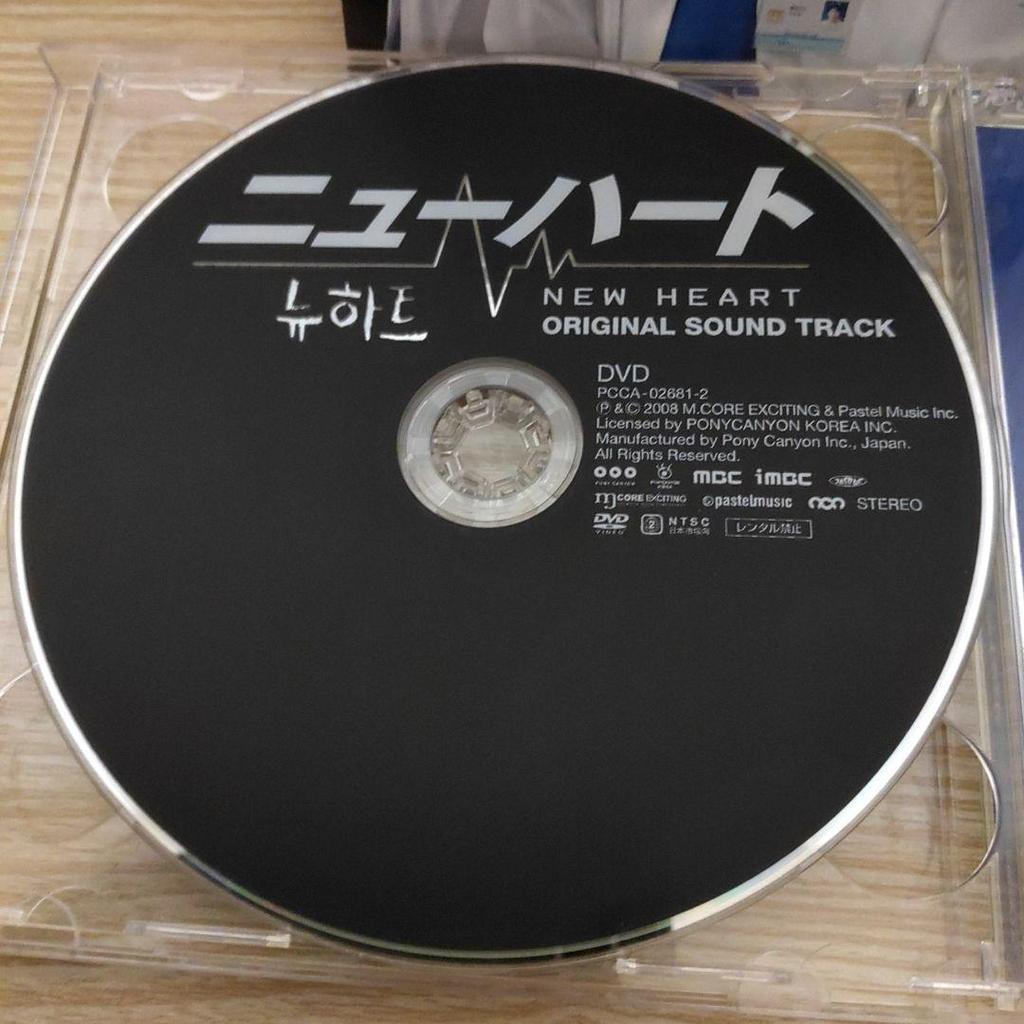 ニューハート
뉴하트
NEW HEART
ORIGINAL SOUND TRACK
DVD
PCCA-02681-2
Ⓟ & © 2008 M.CORE EXCITING & Pastel Music Inc.
Licensed by PONYCANYON KOREA INC.
Manufactured by Pony Canyon Inc., Japan.
All Rights Reserved.
PONY CANYON MBC iMBC
CORE EXCITING pastelmusic STEREO
DVD VIDEO 2 NTSC 日本市場向 レンタル禁止